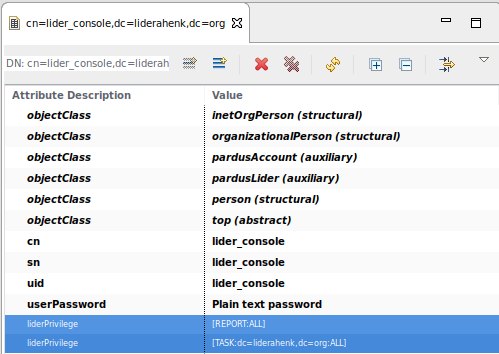 cn=lider_console,dc=liderahenk,dc=org
DN: cn=lider_console,dc=liderah
Attribute Description Value
objectClass inetOrgPerson (structural)
objectClass organizationalPerson (structural)
objectClass pardusAccount (auxiliary)
objectClass pardusLider (auxiliary)
objectClass person (structural)
objectClass top (abstract)
cn lider_console
sn lider_console
uid lider_console
userPassword Plain text password
liderPrivilege [REPORT:ALL]
liderPrivilege [TASK:dc=liderahenk,dc=org:ALL]